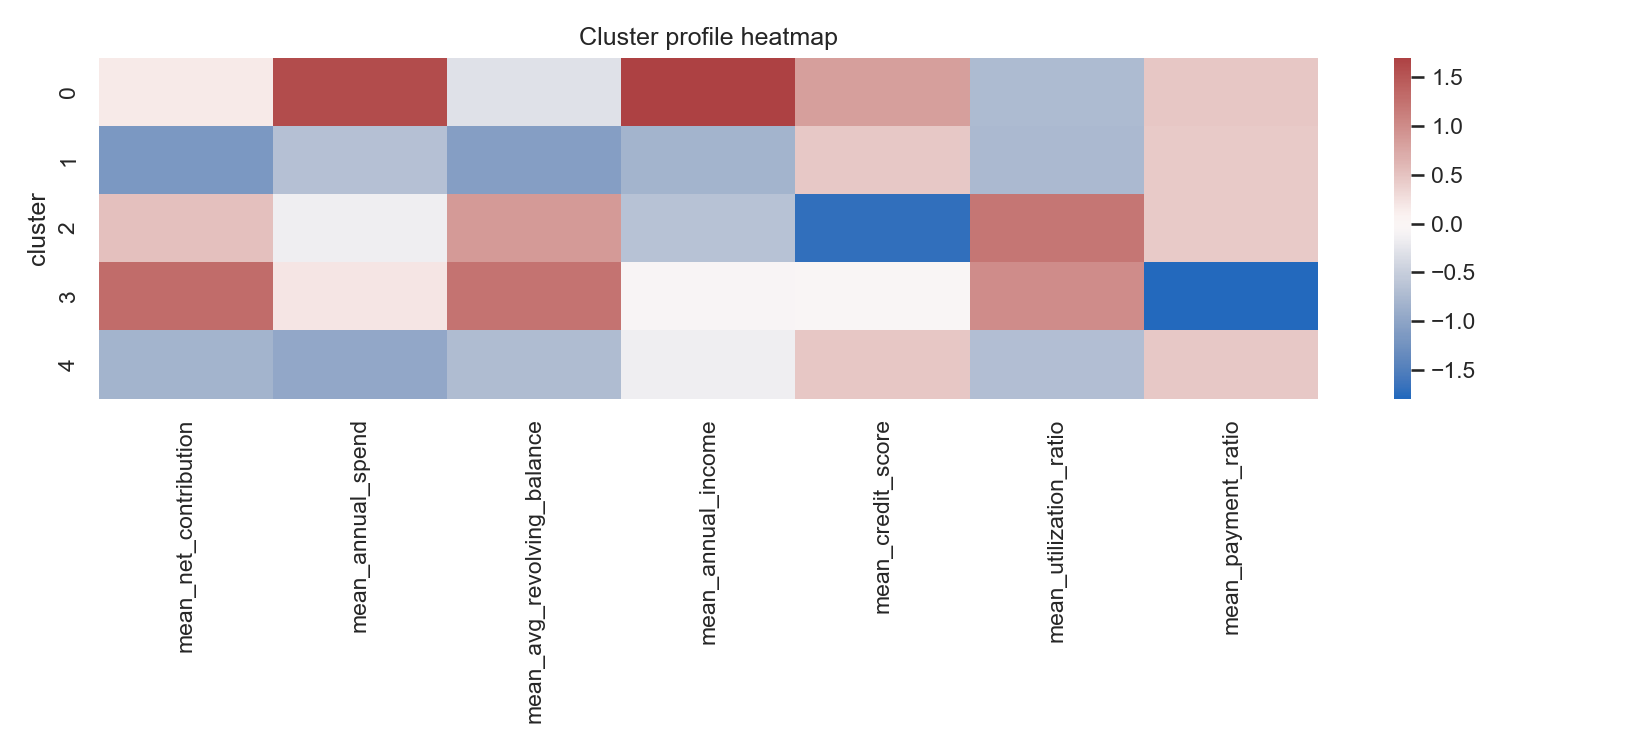 Cluster profile heatmap
cluster
0
1
2
3
4
mean_net_contribution
mean_annual_spend
mean_avg_revolving_balance
mean_annual_income
mean_credit_score
mean_utilization_ratio
mean_payment_ratio
1.5
1.0
0.5
0.0
−0.5
−1.0
−1.5